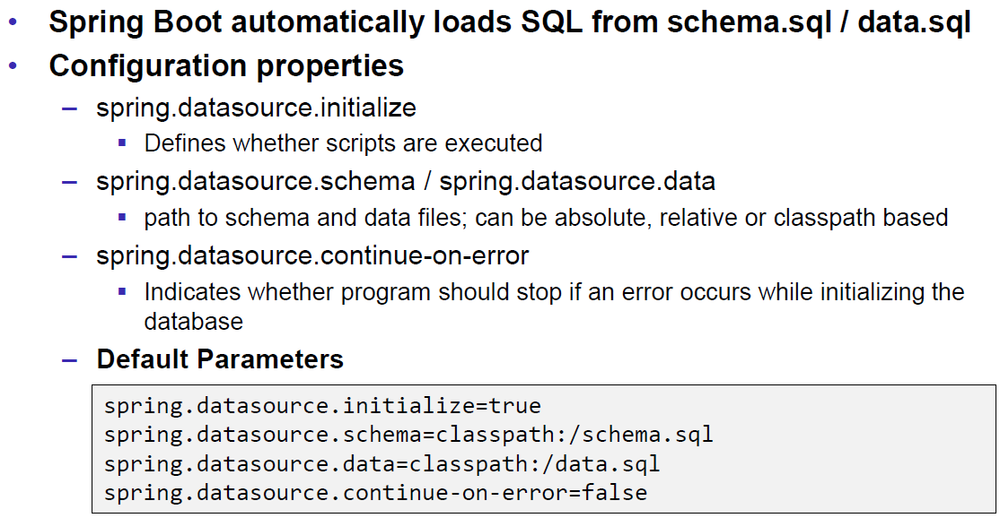 • Spring Boot automatically loads SQL from schema.sql / data.sql
• Configuration properties
– spring.datasource.initialize
▪ Defines whether scripts are executed
– spring.datasource.schema / spring.datasource.data
▪ path to schema and data files; can be absolute, relative or classpath based
– spring.datasource.continue-on-error
▪ Indicates whether program should stop if an error occurs while initializing the
database
– Default Parameters
spring.datasource.initialize=true
spring.datasource.schema=classpath:/schema.sql
spring.datasource.data=classpath:/data.sql
spring.datasource.continue-on-error=false